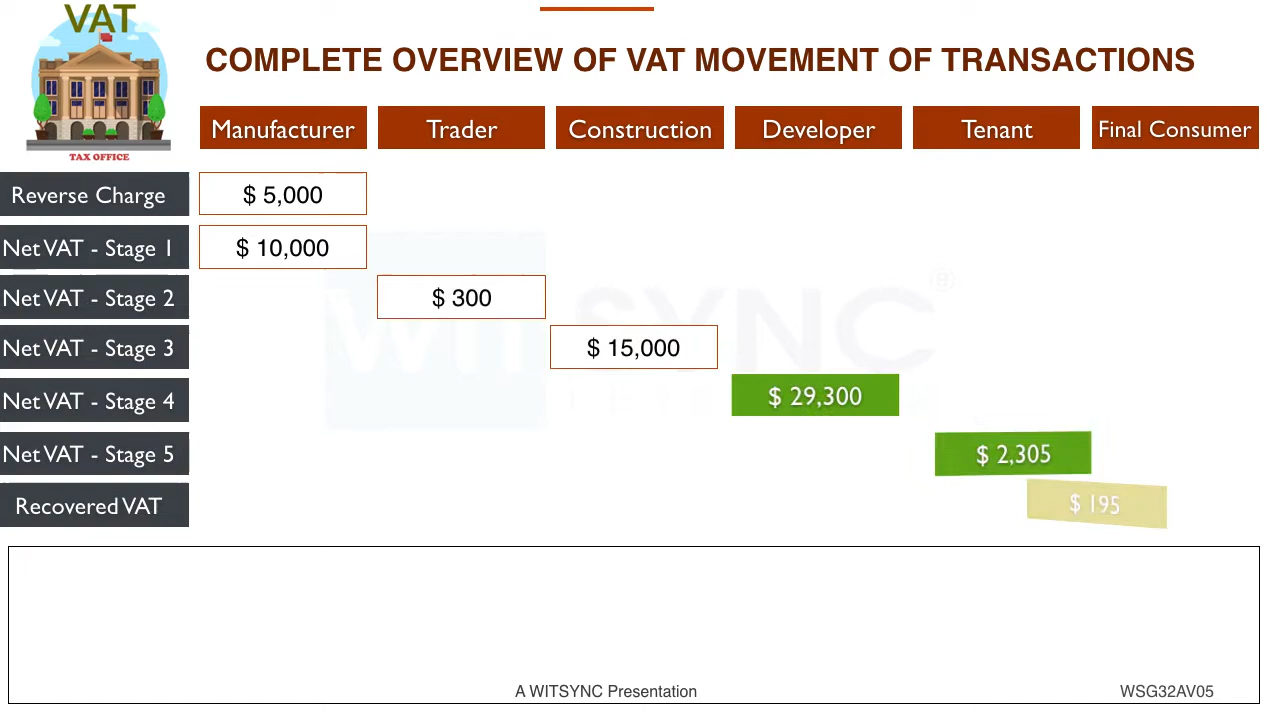 VAT
TAX OFFICE
COMPLETE OVERVIEW OF VAT MOVEMENT OF TRANSACTIONS
Manufacturer Trader Construction Developer Tenant Final Consumer
Reverse Charge $ 5,000
Net VAT - Stage 1 $ 10,000
Net VAT - Stage 2 $ 300
Net VAT - Stage 3 $ 15,000
Net VAT - Stage 4 $ 29,300
Net VAT - Stage 5 $ 2,305
Recovered VAT $ 195
WITSYNC®
A WITSYNC Presentation WSG32AV05